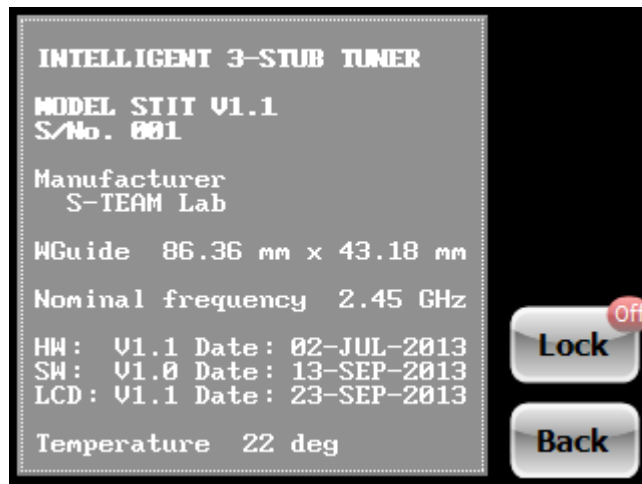 INTELLIGENT 3-STUB TUNER
MODEL STIT V1.1
S/No. 001
Manufacturer
S-TEAM Lab
WGuide 86.36 mm x 43.18 mm
Nominal frequency 2.45 GHz
HW: V1.1 Date: 02-JUL-2013
SW: V1.0 Date: 13-SEP-2013
LCD: V1.1 Date: 23-SEP-2013
Temperature 22 deg
Off
Lock
Back